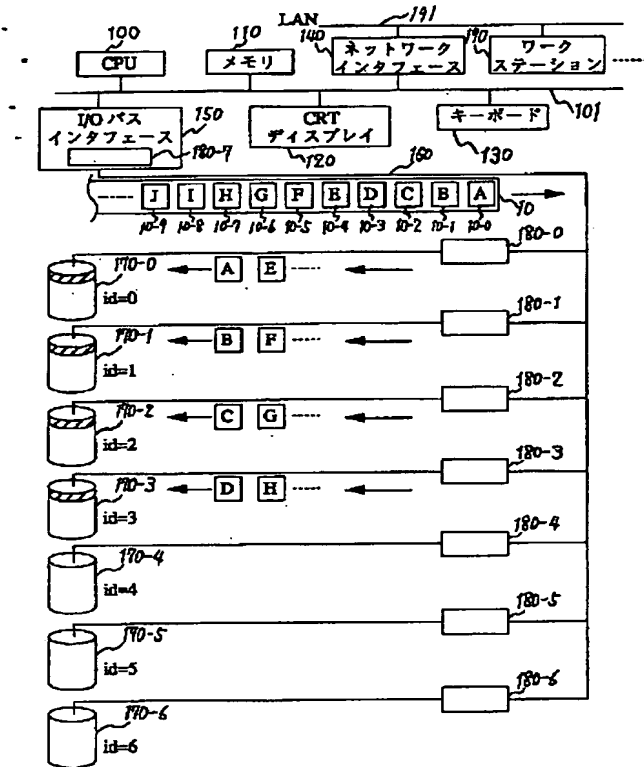 LAN 191
100 110 140 190
CPU
メモリ
ネットワーク
インタフェース
ワーク
ステーション
I/Oバス
インタフェース
150
180-7
CRT
ディスプレイ
120
キーボード
130
101
160
J I H G F E D C B A
10
10-9 10-8 10-7 10-6 10-5 10-4 10-3 10-2 10-1 10-0
170-0
id=0
A E
180-0
170-1
id=1
B F
180-1
170-2
id=2
C G
180-2
170-3
id=3
D H
180-3
170-4
id=4
180-4
170-5
id=5
180-5
170-6
id=6
180-6